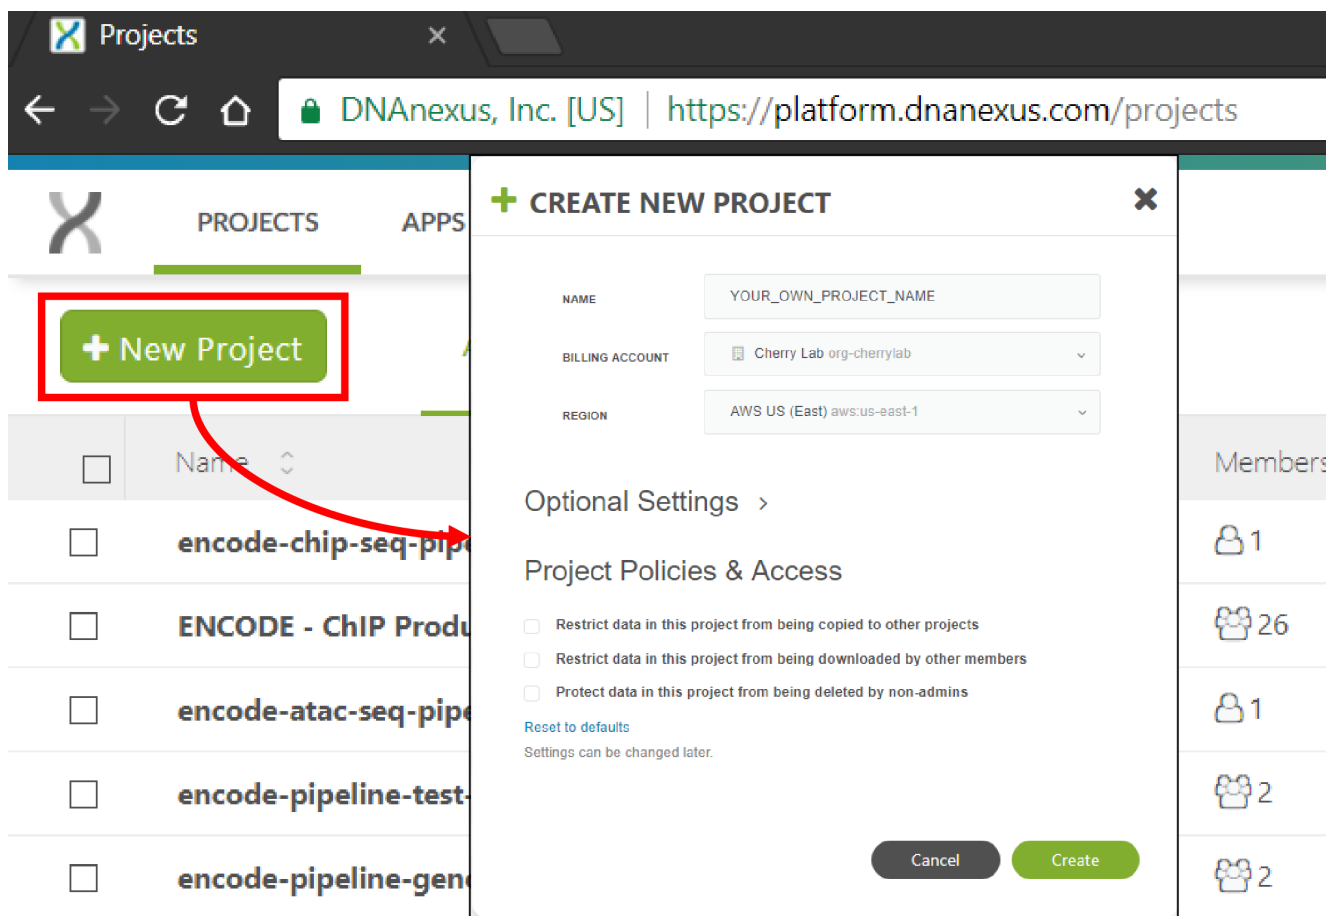 Projects
DNAnexus, Inc. [US] | https://platform.dnanexus.com/projects
PROJECTS
APPS
New Project
Name
Members
encode-chip-seq-pipe
1
ENCODE - ChIP Produ
26
encode-atac-seq-pipe
1
encode-pipeline-test-
2
encode-pipeline-gen
2
CREATE NEW PROJECT
NAME
YOUR_OWN_PROJECT_NAME
BILLING ACCOUNT
Cherry Lab org-cherrylab
REGION
AWS US (East) aws:us-east-1
Optional Settings >
Project Policies & Access
Restrict data in this project from being copied to other projects
Restrict data in this project from being downloaded by other members
Protect data in this project from being deleted by non-admins
Reset to defaults
Settings can be changed later.
Cancel
Create